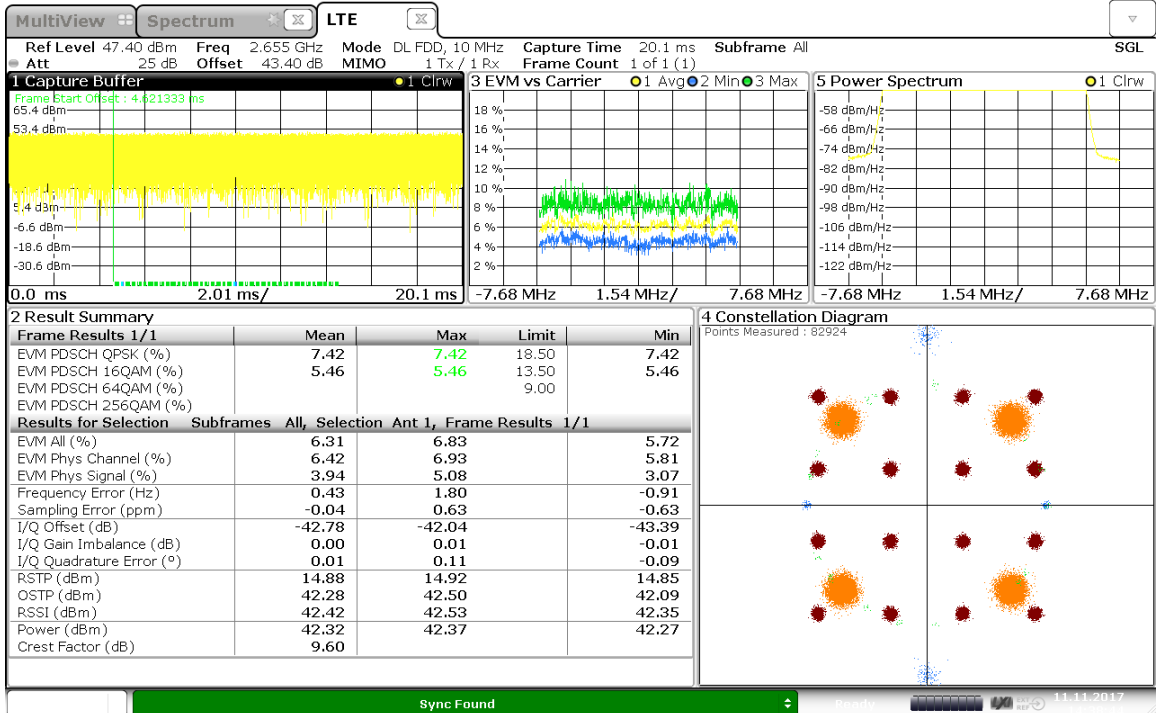 MultiView Spectrum LTE
Ref Level 47.40 dBm Freq 2.655 GHz Mode DL FDD, 10 MHz Capture Time 20.1 ms Subframe All SGL
Att 25 dB Offset 43.40 dB MIMO 1 Tx / 1 Rx Frame Count 1 of 1 (1)
1 Capture Buffer 1 Clrw
Frame Start Offset : 4.621333 ms
65.4 dBm
53.4 dBm
5.4 dBm
-6.6 dBm
-18.6 dBm
-30.6 dBm
0.0 ms 2.01 ms/ 20.1 ms
3 EVM vs Carrier 1 Avg 2 Min 3 Max
18 %
16 %
14 %
12 %
10 %
8 %
6 %
4 %
2 %
-7.68 MHz 1.54 MHz/ 7.68 MHz
5 Power Spectrum 1 Clrw
-58 dBm/Hz
-66 dBm/Hz
-74 dBm/Hz
-82 dBm/Hz
-90 dBm/Hz
-98 dBm/Hz
-106 dBm/Hz
-114 dBm/Hz
-122 dBm/Hz
-7.68 MHz 1.54 MHz/ 7.68 MHz
2 Result Summary
Frame Results 1/1 Mean Max Limit Min
EVM PDSCH QPSK (%) 7.42 7.42 18.50 7.42
EVM PDSCH 16QAM (%) 5.46 5.46 13.50 5.46
EVM PDSCH 64QAM (%) 9.00
EVM PDSCH 256QAM (%)
Results for Selection Subframes All, Selection Ant 1, Frame Results 1/1
EVM All (%) 6.31 6.83 5.72
EVM Phys Channel (%) 6.42 6.93 5.81
EVM Phys Signal (%) 3.94 5.08 3.07
Frequency Error (Hz) 0.43 1.80 -0.91
Sampling Error (ppm) -0.04 0.63 -0.63
I/Q Offset (dB) -42.78 -42.04 -43.39
I/Q Gain Imbalance (dB) 0.00 0.01 -0.01
I/Q Quadrature Error (º) 0.01 0.11 -0.09
RSTP (dBm) 14.88 14.92 14.85
OSTP (dBm) 42.28 42.50 42.09
RSSI (dBm) 42.42 42.53 42.35
Power (dBm) 42.32 42.37 42.27
Crest Factor (dB) 9.60
4 Constellation Diagram
Points Measured : 82924
Sync Found
Ready
LXI
EXT
REF
11.11.2017